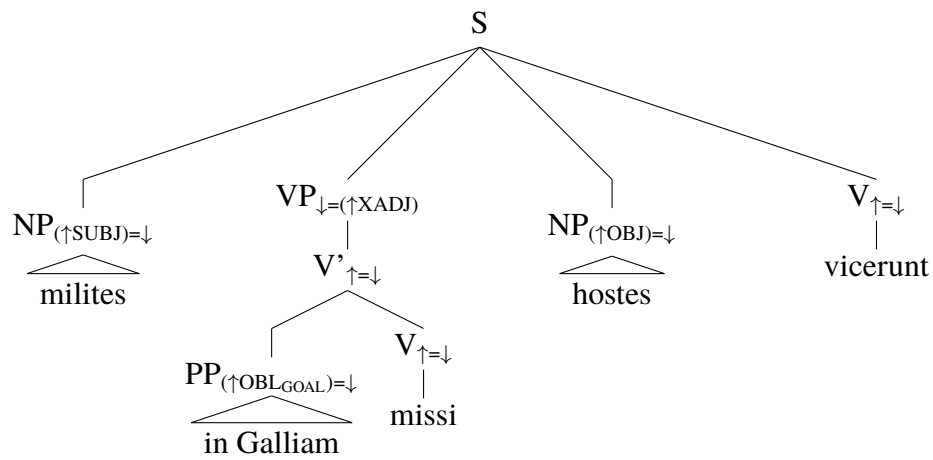 S
NP(↑SUBJ)=↓ VP↓=(↑XADJ) NP(↑OBJ)=↓ V↑=↓
milites V’↑=↓ hostes vicerunt
PP(↑OBLGOAL)=↓ V↑=↓
in Galliam missi